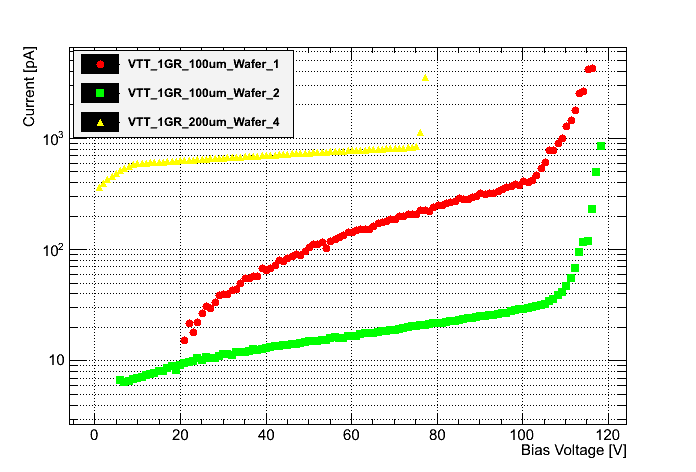 Current [pA]
VTT_1GR_100um_Wafer_1
VTT_1GR_100um_Wafer_2
VTT_1GR_200um_Wafer_4
10³
10²
10
0 20 40 60 80 100 120
Bias Voltage [V]